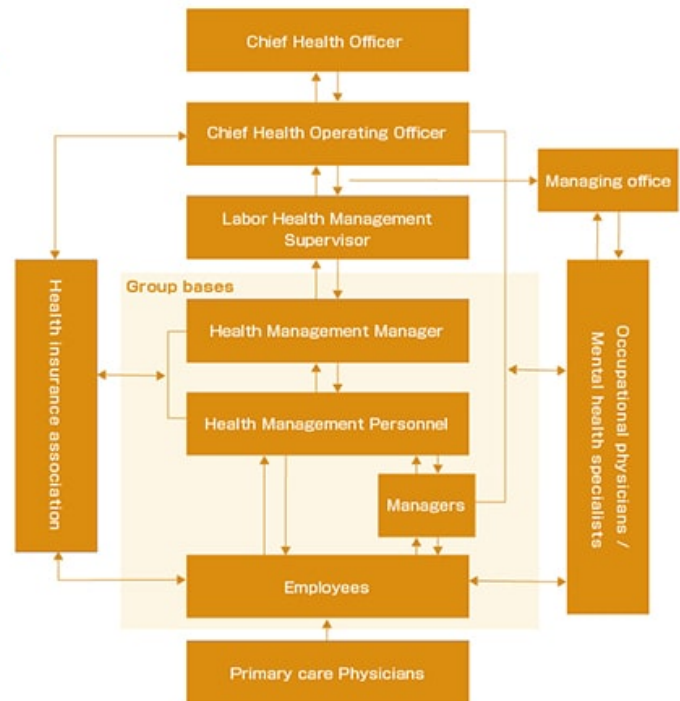 Chief Health Officer
Chief Health Operating Officer
Managing office
Labor Health Management
Supervisor
Group bases
Health insurance association
Health Management Manager
Occupational physicians /
Mental health specialists
Health Management Personnel
Managers
Employees
Primary care Physicians